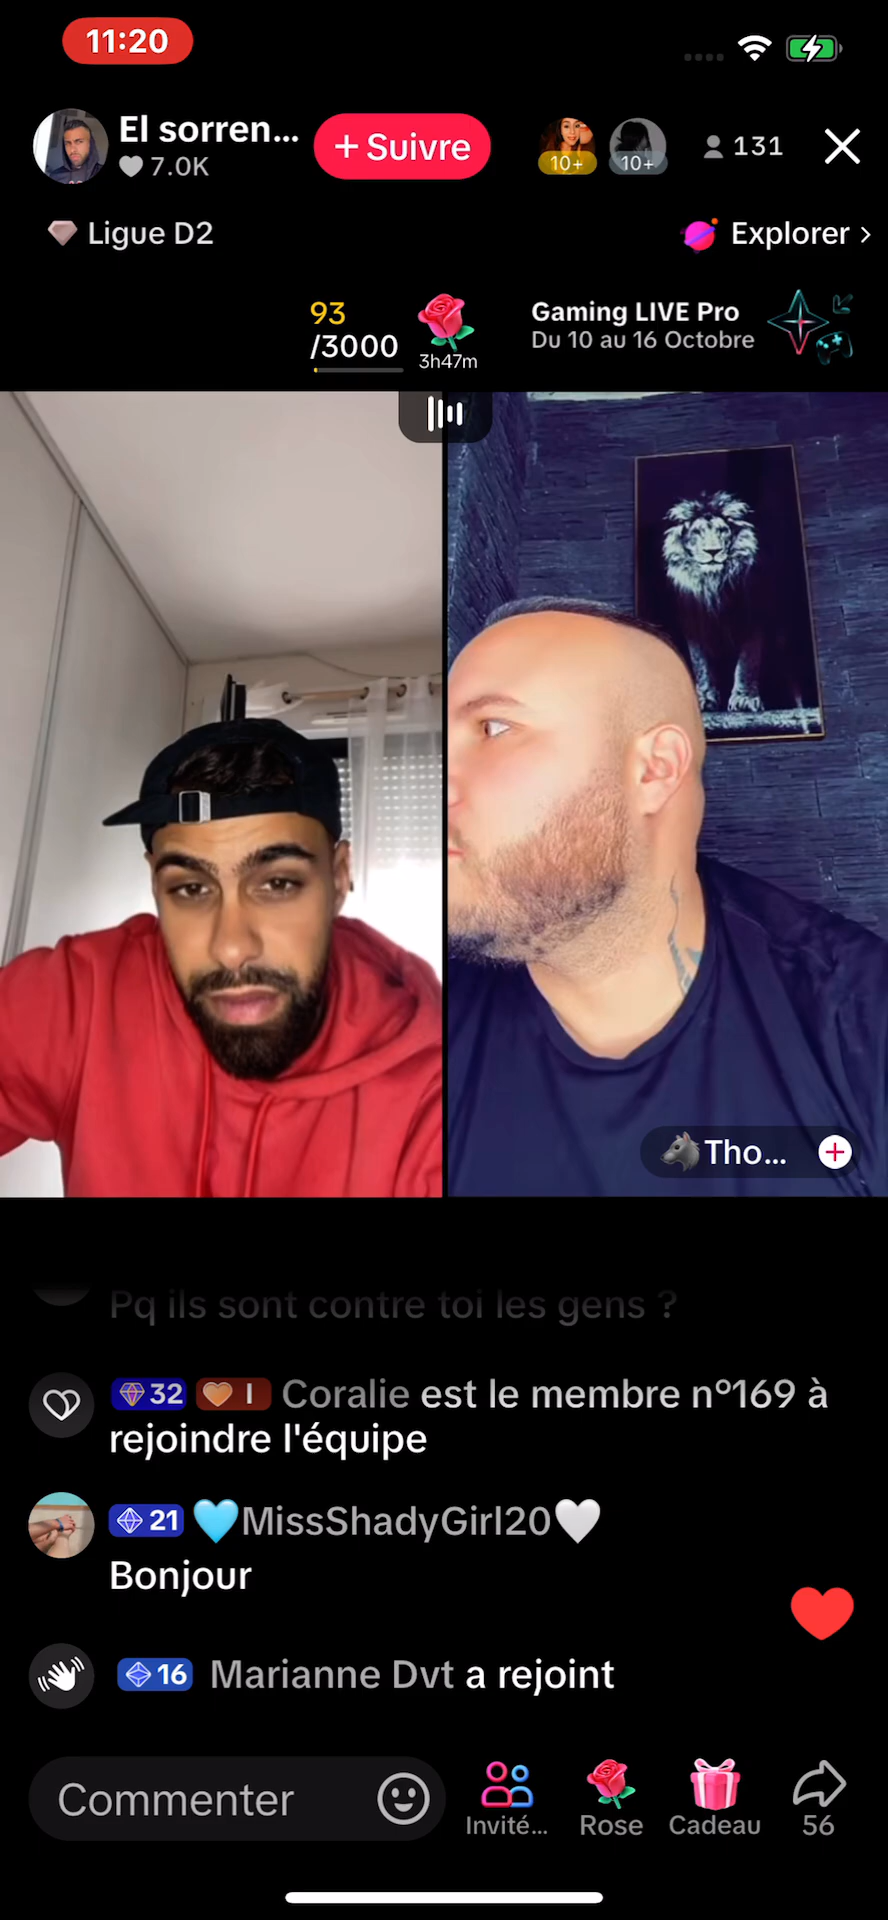 11:20
El sorren...
7.0K
+ Suivre
10+
10+
131
Ligue D2
Explorer >
93
/3000
3h47m
Gaming LIVE Pro
Du 10 au 16 Octobre
Tho...
Pq ils sont contre toi les gens ?
32 I Coralie est le membre n°169 à
rejoindre l'équipe
21 MissShadyGirl20
Bonjour
16 Marianne Dvt a rejoint
Commenter
Invité...
Rose
Cadeau
56